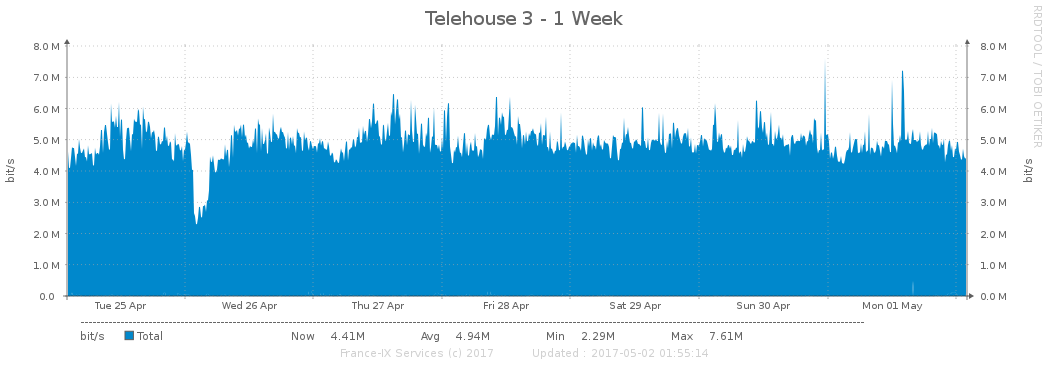 Telehouse 3 - 1 Week
RRDTOOL / TOBI OETIKER
8.0 M 8.0 M
7.0 M 7.0 M
6.0 M 6.0 M
5.0 M 5.0 M
4.0 M 4.0 M
3.0 M 3.0 M
2.0 M 2.0 M
1.0 M 1.0 M
0.0 0.0 M
bit/s
bit/s
Tue 25 Apr Wed 26 Apr Thu 27 Apr Fri 28 Apr Sat 29 Apr Sun 30 Apr Mon 01 May
bit/s Total Now 4.41M Avg 4.94M Min 2.29M Max 7.61M
France-IX Services (c) 2017 Updated : 2017-05-02 01:55:14